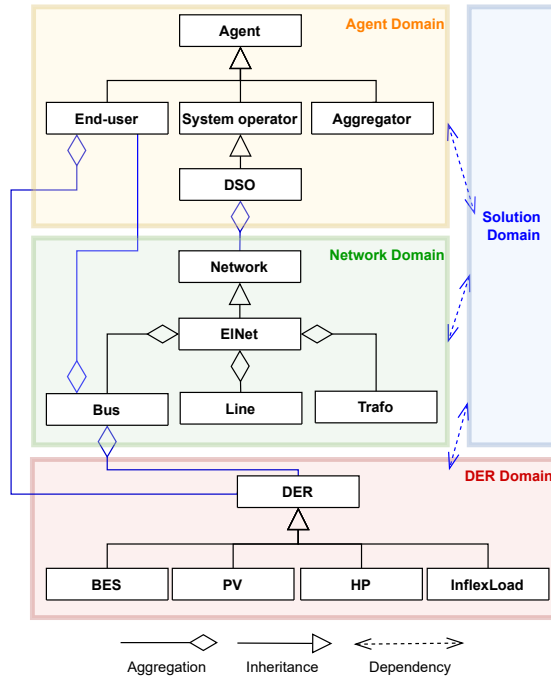 Agent
Agent Domain
End-user
System operator
Aggregator
DSO
Solution
Domain
Network
Network Domain
ElNet
Bus
Line
Trafo
DER Domain
DER
BES
PV
HP
InflexLoad
Aggregation
Inheritance
Dependency